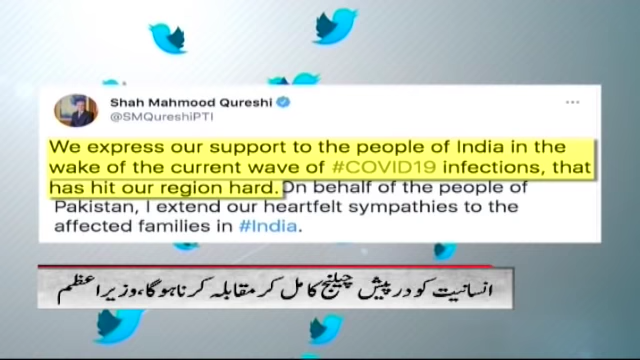 Shah Mahmood Qureshi
@SMQureshiPTI
We express our support to the people of India in the
wake of the current wave of #COVID19 infections, that
has hit our region hard. On behalf of the people of
Pakistan, I extend our heartfelt sympathies to the
affected families in #India.
انسانیت کو درپیش چیلنج کا مل کر مقابلہ کرنا ہوگا، وزیراعظم